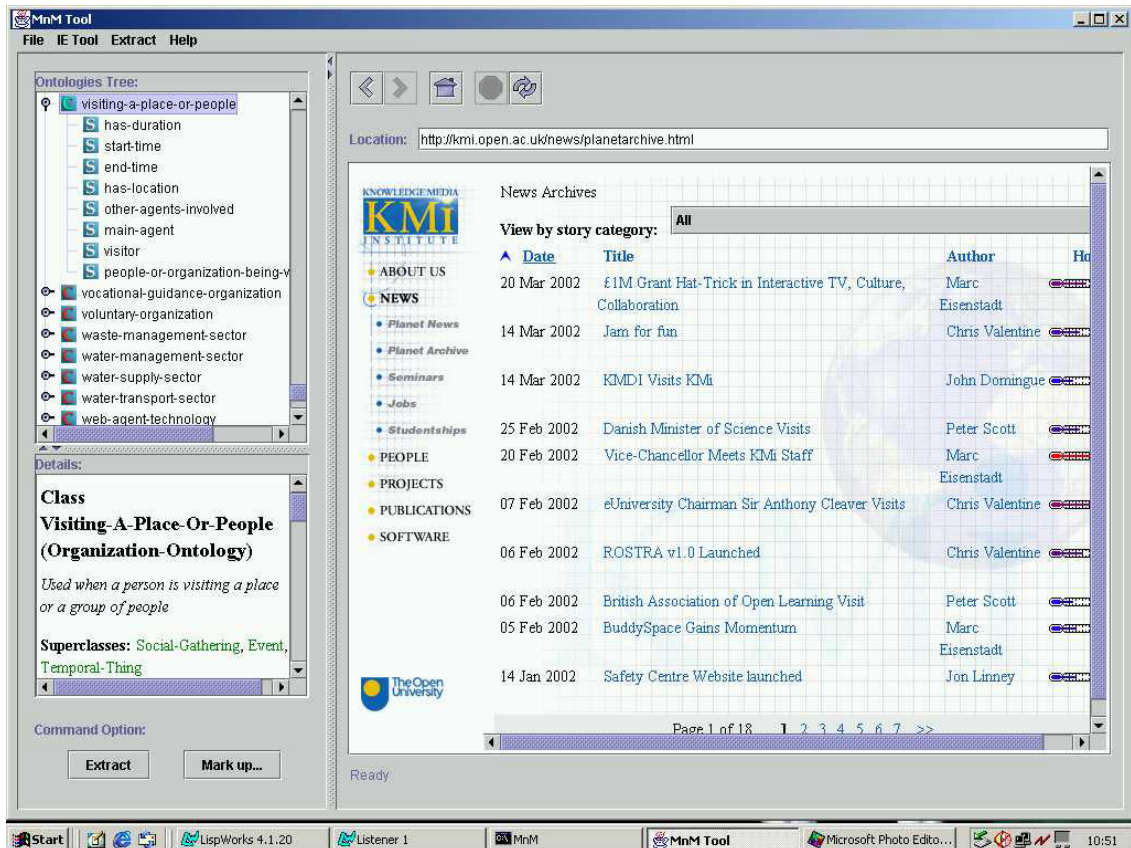 MnM Tool
File IE Tool Extract Help
Ontologies Tree:
visiting-a-place-or-people
has-duration
start-time
end-time
has-location
other-agents-involved
main-agent
visitor
people-or-organization-being-v
vocational-guidance-organization
voluntary-organization
waste-management-sector
water-management-sector
water-supply-sector
water-transport-sector
web-agent-technology
Details:
Class
Visiting-A-Place-Or-People
(Organization-Ontology)
Used when a person is visiting a place
or a group of people
Superclasses: Social-Gathering, Event,
Temporal-Thing
Command Option:
Extract Mark up...
Location: http://kmi.open.ac.uk/news/planetarchive.html
KNOWLEDGE MEDIA
KMi
INSTITUTE
ABOUT US
NEWS
Planet News
Planet Archive
Seminars
Jobs
Studentships
PEOPLE
PROJECTS
PUBLICATIONS
SOFTWARE
The Open
University
News Archives
View by story category: All
Date Title Author Ho
20 Mar 2002 £1M Grant Hat-Trick in Interactive TV, Culture, Marc
Collaboration Eisenstadt
14 Mar 2002 Jam for fun Chris Valentine
14 Mar 2002 KMDI Visits KMi John Domingue
25 Feb 2002 Danish Minister of Science Visits Peter Scott
20 Feb 2002 Vice-Chancellor Meets KMi Staff Marc
Eisenstadt
07 Feb 2002 eUniversity Chairman Sir Anthony Cleaver Visits Chris Valentine
06 Feb 2002 ROSTRA v1.0 Launched Chris Valentine
06 Feb 2002 British Association of Open Learning Visit Peter Scott
05 Feb 2002 BuddySpace Gains Momentum Marc
Eisenstadt
14 Jan 2002 Safety Centre Website launched Jon Linney
Page 1 of 18 1 2 3 4 5 6 7 >>
Ready
Start LispWorks 4.1.20 Listener 1 MnM MnM Tool Microsoft Photo Edito... 10:51